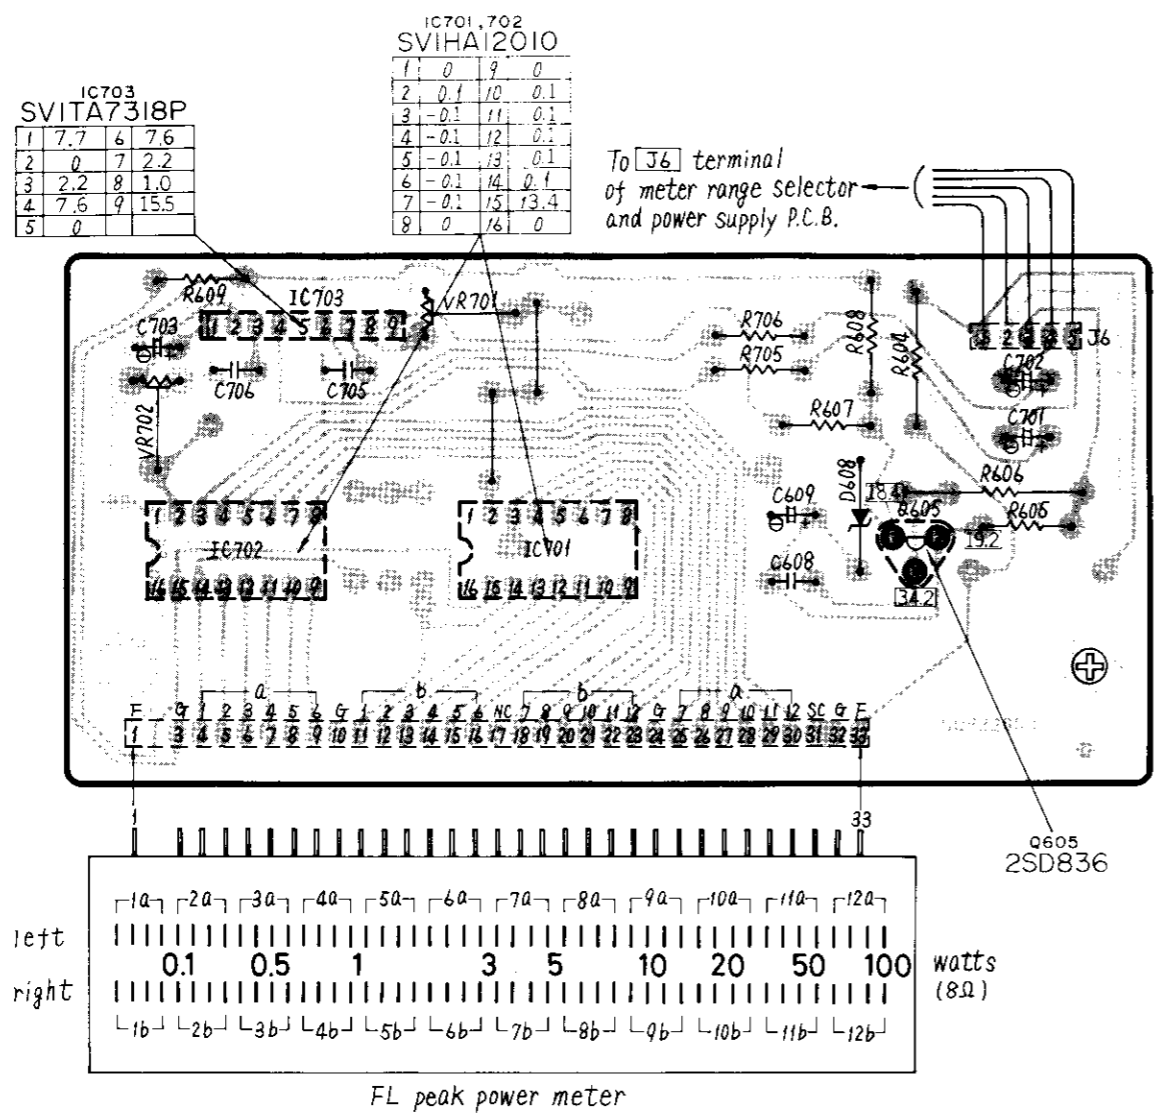 IC701,702
SVIHA12010
1 0 9 0
2 0.1 10 0.1
3 -0.1 11 0.1
4 -0.1 12 0.1
5 -0.1 13 0.1
6 -0.1 14 0.1
7 -0.1 15 13.4
8 0 16 0
IC703
SVITA7318P
1 7.7 6 7.6
2 0 7 2.2
3 2.2 8 1.0
4 7.6 9 15.5
5 0
To J6 terminal
of meter range selector
and power supply P.C.B.
R609
IC703
1 2 3 4 5 6 7 8 9
VR701
C703
C706
C705
VR702
R706
R705
R608
R604
R607
J6
C702
C701
R606
D608
18.4
Q605
R605
19.2
34.2
C609
C608
1 2 3 4 5 6 7 8
IC702
16 15 14 13 12 11 10 9
1 2 3 4 5 6 7 8
IC701
16 15 14 13 12 11 10 9
a b b a
F G 1 2 3 4 5 6 G 1 2 3 4 5 6 NC 7 8 9 10 11 12 G 7 8 9 10 11 12 SC G F
1 3 4 5 6 7 8 9 10 11 12 13 14 15 16 17 18 19 20 21 22 23 24 25 26 27 28 29 30 31 32 33
1 33
Q605
2SD836
1a 2a 3a 4a 5a 6a 7a 8a 9a 10a 11a 12a
left
0.1 0.5 1 3 5 10 20 50 100 watts
right
(8Ω)
1b 2b 3b 4b 5b 6b 7b 8b 9b 10b 11b 12b
FL peak power meter